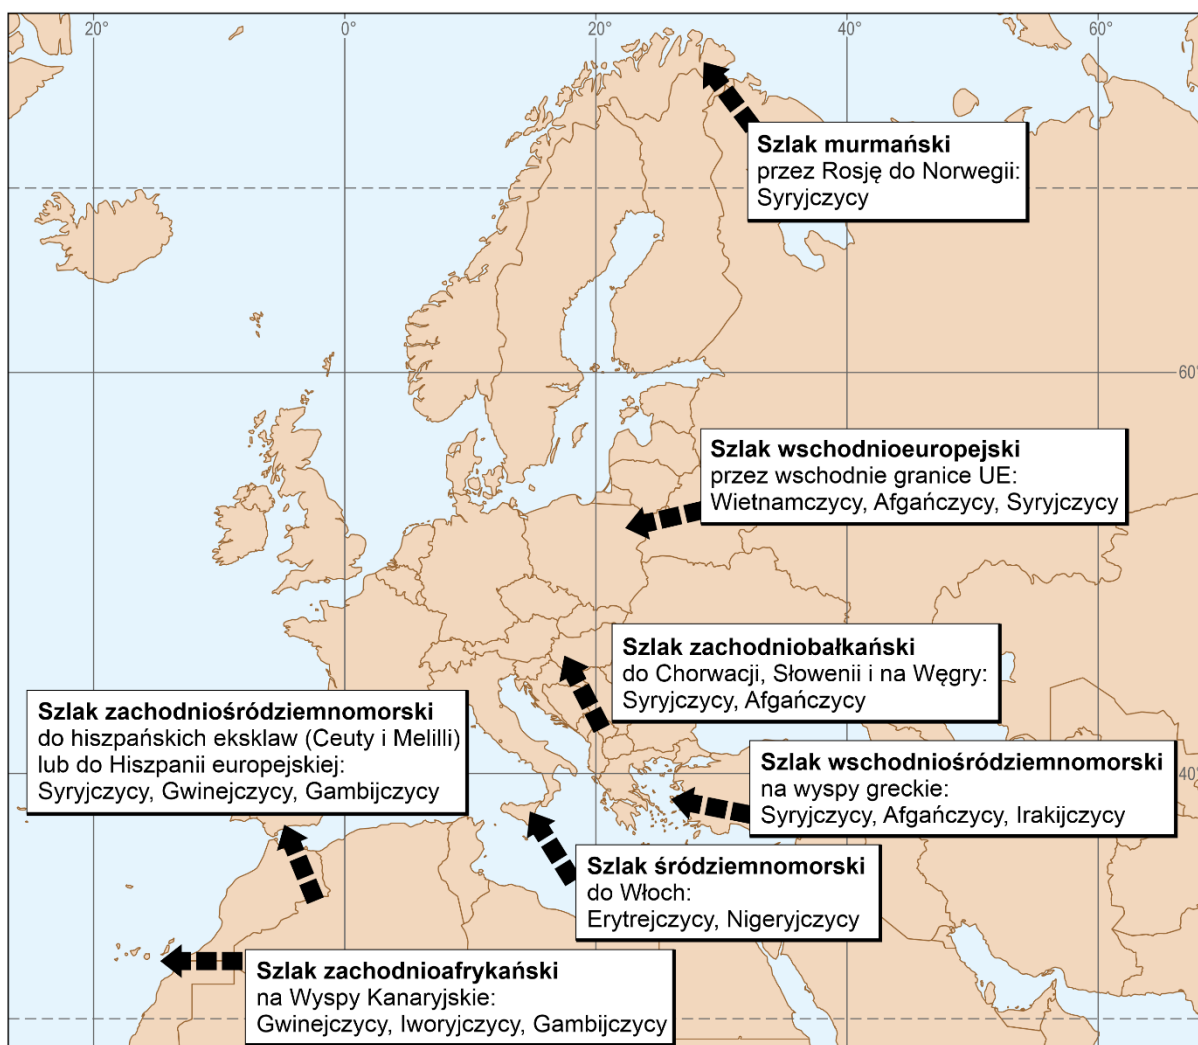 20°
0°
20°
40°
60°
Szlak murmański
przez Rosję do Norwegii:
Syryjczycy
60°
Szlak wschodnioeuropejski
przez wschodnie granice UE:
Wietnamczycy, Afgańczycy, Syryjczycy
Szlak zachodniobałkański
do Chorwacji, Słowenii i na Węgry:
Syryjczycy, Afgańczycy
Szlak zachodniośródziemnomorski
do hiszpańskich eksklaw (Ceuty i Melilli)
lub do Hiszpanii europejskiej:
Syryjczycy, Gwinejczycy, Gambijczycy
Szlak wschodniośródziemnomorski
na wyspy greckie:
Syryjczycy, Afgańczycy, Irakijczycy
40°
Szlak śródziemnomorski
do Włoch:
Erytrejczycy, Nigeryjczycy
Szlak zachodnioafrykański
na Wyspy Kanaryjskie:
Gwinejczycy, Iworyjczycy, Gambijczycy